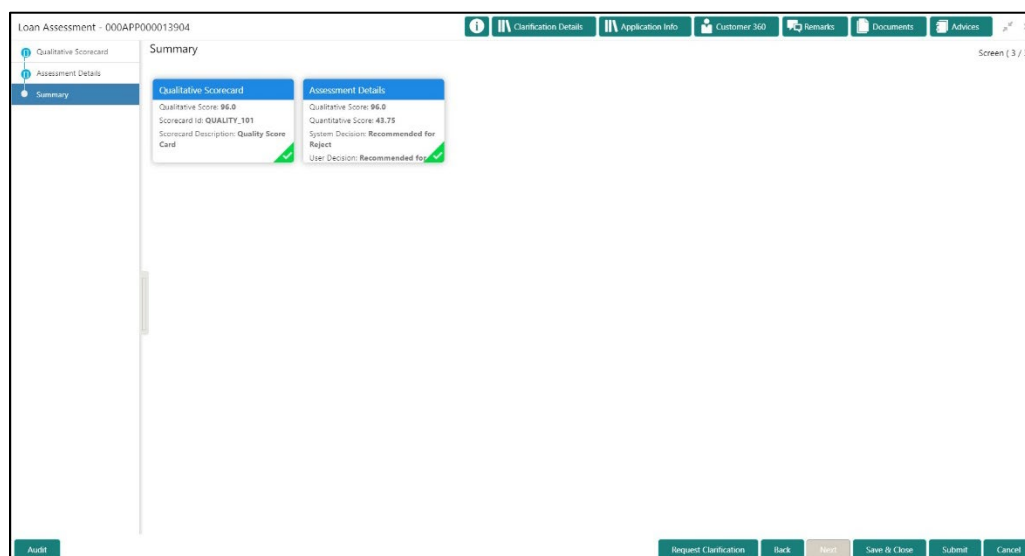 Loan Assessment - 000APP000013904
Clarification Details
Application Info
Customer 360
Remarks
Documents
Advices
Qualitative Scorecard
Assessment Details
Summary
Summary
Screen ( 3 /
Qualitative Scorecard
Qualitative Score: 96.0
Scorecard Id: QUALITY_101
Scorecard Description: Quality Score
Card
Assessment Details
Qualitative Score: 96.0
Quantitative Score: 43.75
System Decision: Recommended for
Reject
User Decision: Recommended for
Audit
Request Clarification
Back
Next
Save & Close
Submit
Cancel